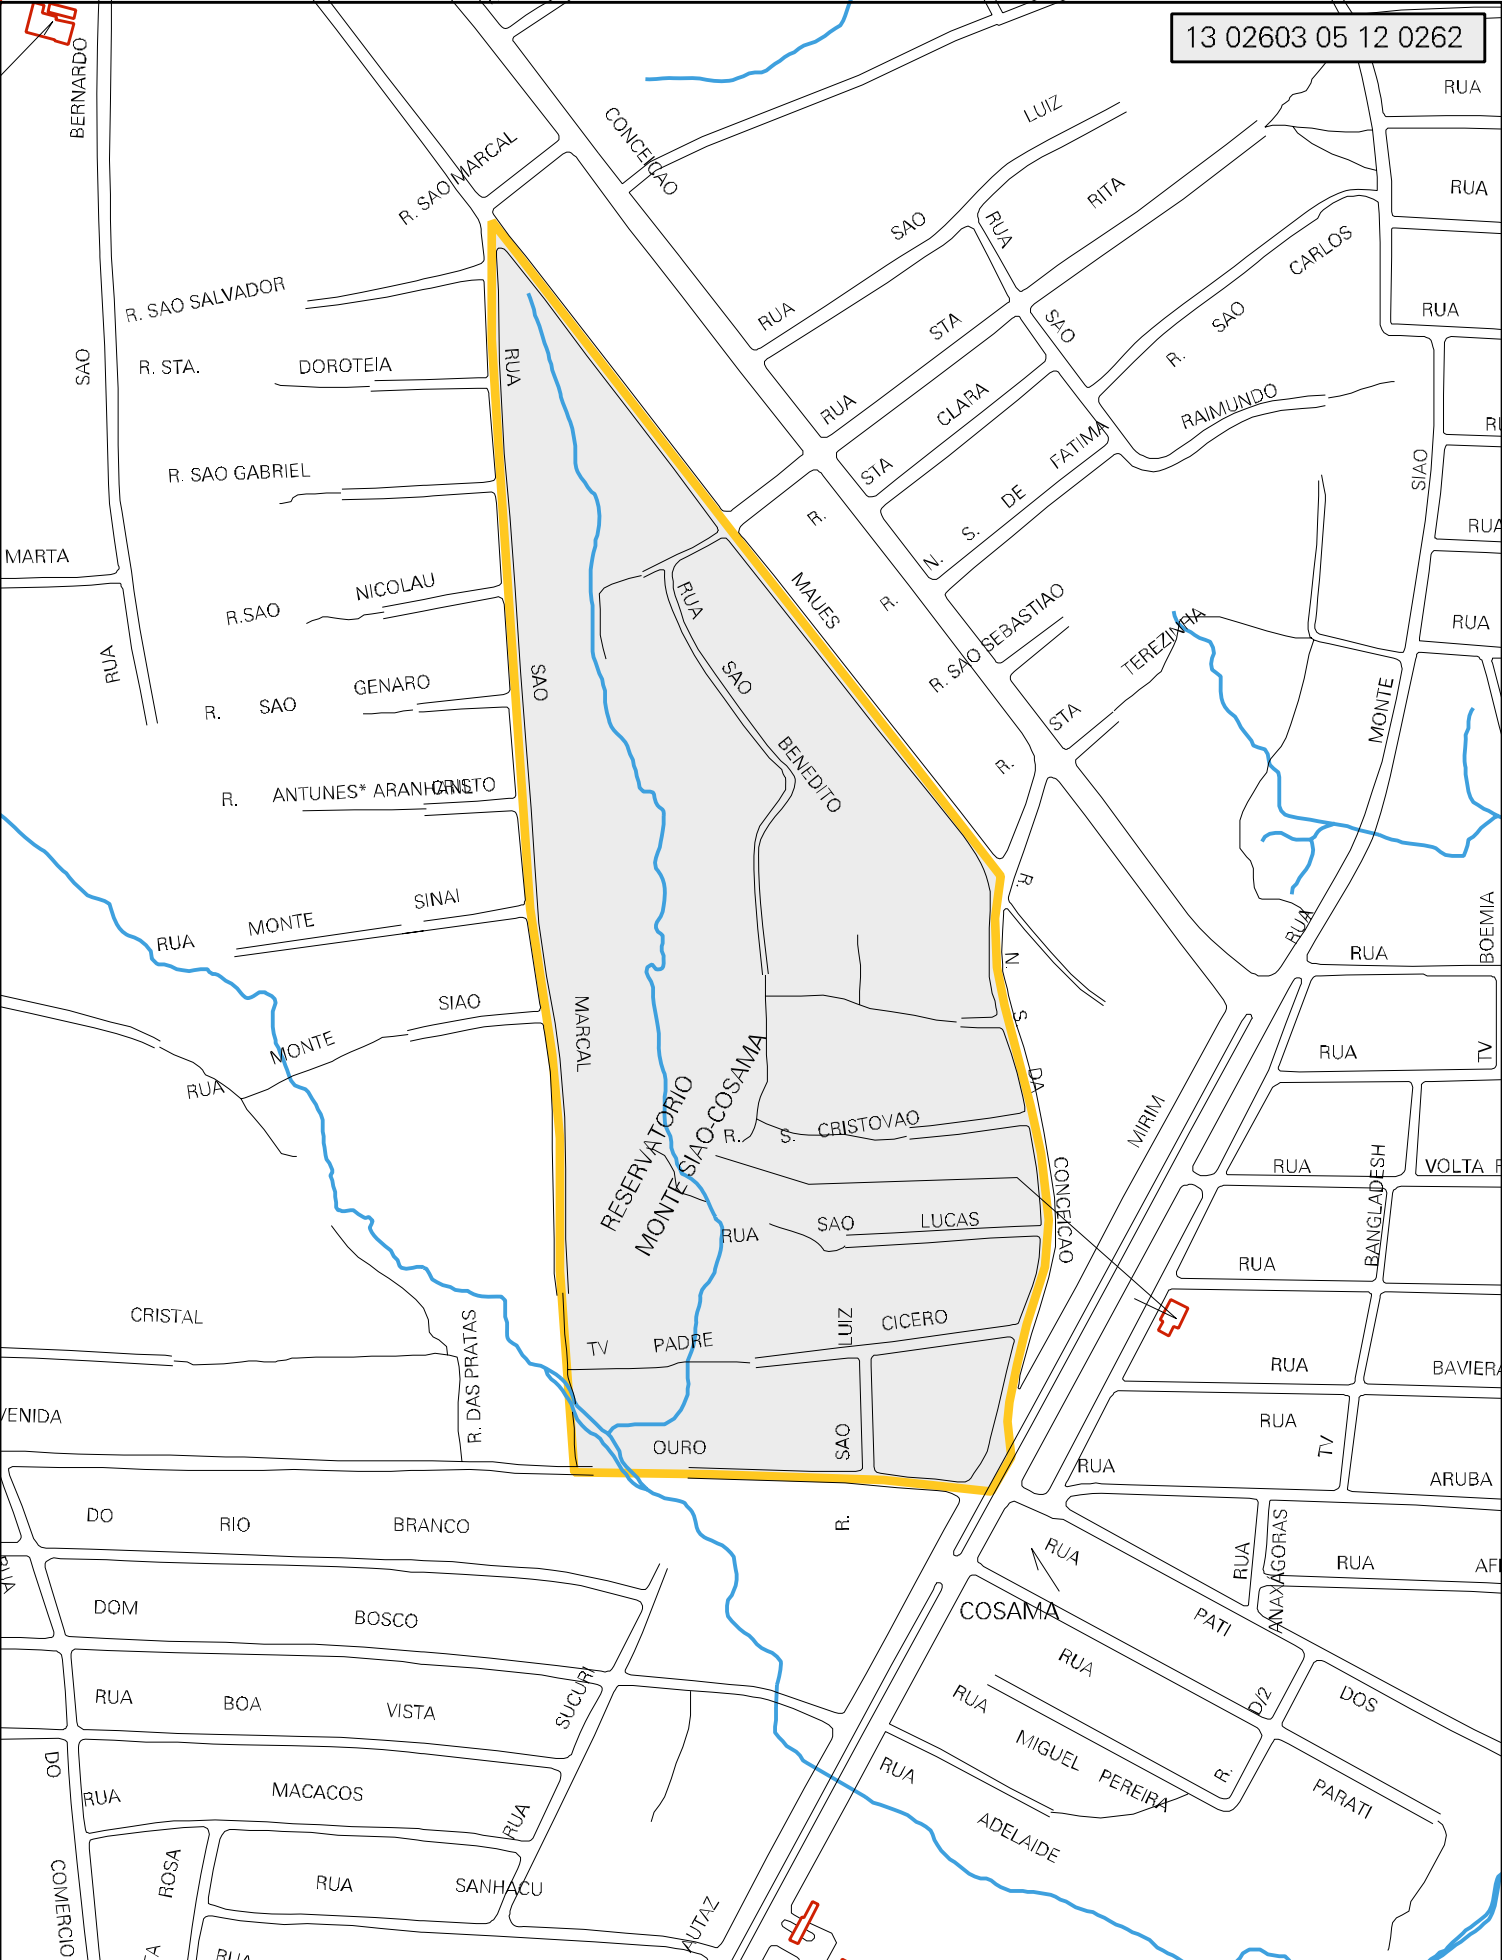 13 02603 05 12 0262
BERNARDO
RUA
CONCEICAO
LUIZ
R. SAO MARCAL
RITA
RUA
SAO
RUA
CARLOS
R. SAO SALVADOR
RUA
SAO
STA
SAO
RUA
SAO
R. STA. DOROTEIA
RUA
R.
CLARA
RUA
RAIMUNDO
FATIMA
R. SAO GABRIEL
STA
SIAO
DE
R.
S.
RUA
MARTA
N.
NICOLAU
MAUES
RUA
R.
R.SAO
R. SAO SEBASTIAO
RUA
TEREZINHA
RUA
SAO
GENARO
SAO
R. SAO
STA
MONTE
BENEDITO
R.
R. ANTUNES* ARANHA
CRISTO
R.
SINAI
MONTE
RUA
RUA
BOEMIA
N.
RUA
SIAO
S.
MARCAL
MONTE
RUA
TV
DA
RUA
RESERVATORIO
MONTE SIAO-COSAMA
MIRIM
R. S. CRISTOVAO
CONCEICAO
RUA
BANGLADESH
VOLTA
RUA SAO LUCAS
RUA
CRISTAL
LUIZ
CICERO
TV PADRE
RUA
BAVIERA
R. DAS PRATAS
VENIDA
RUA
OURO
SAO
TV
RUA
ARUBA
DO RIO BRANCO
R.
RUA
RUA
ANAXAGORAS
RUA
DOM BOSCO
COSAMA
PATI
RUA
SUCURI
RUA BOA VISTA
RUA
D/2
DOS
MIGUEL
PEREIRA
DO
RUA
R.
RUA MACACOS
PARATI
RUA
ADELAIDE
ROSA
COMERCIO
RUA SANHACU
AUTAZ
RUA